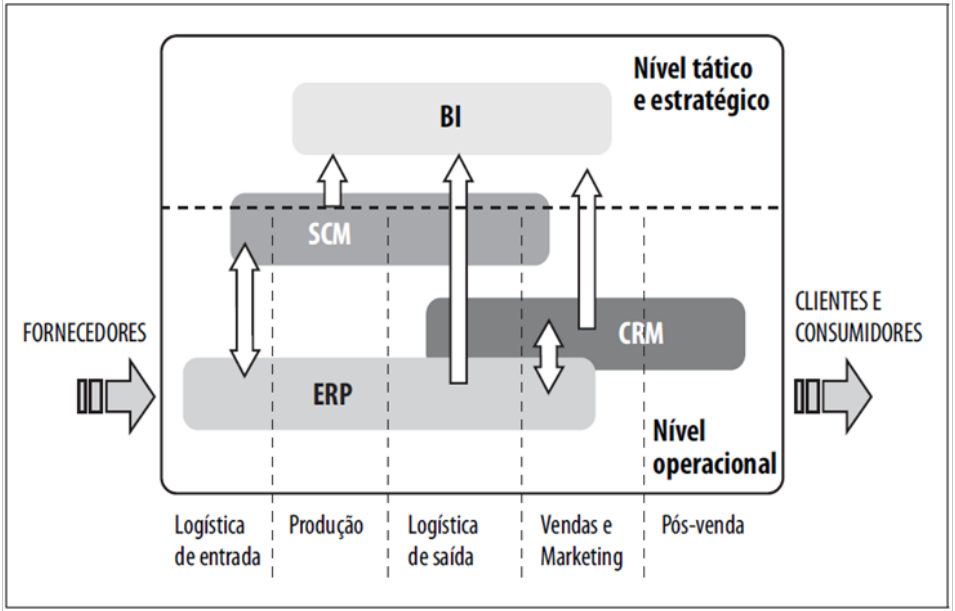 Nível tático
e estratégico
BI
SCM
FORNECEDORES
CLIENTES E
CONSUMIDORES
CRM
ERP
Nível
operacional
Logística
de entrada
Produção
Logística
de saída
Vendas e
Marketing
Pós-venda